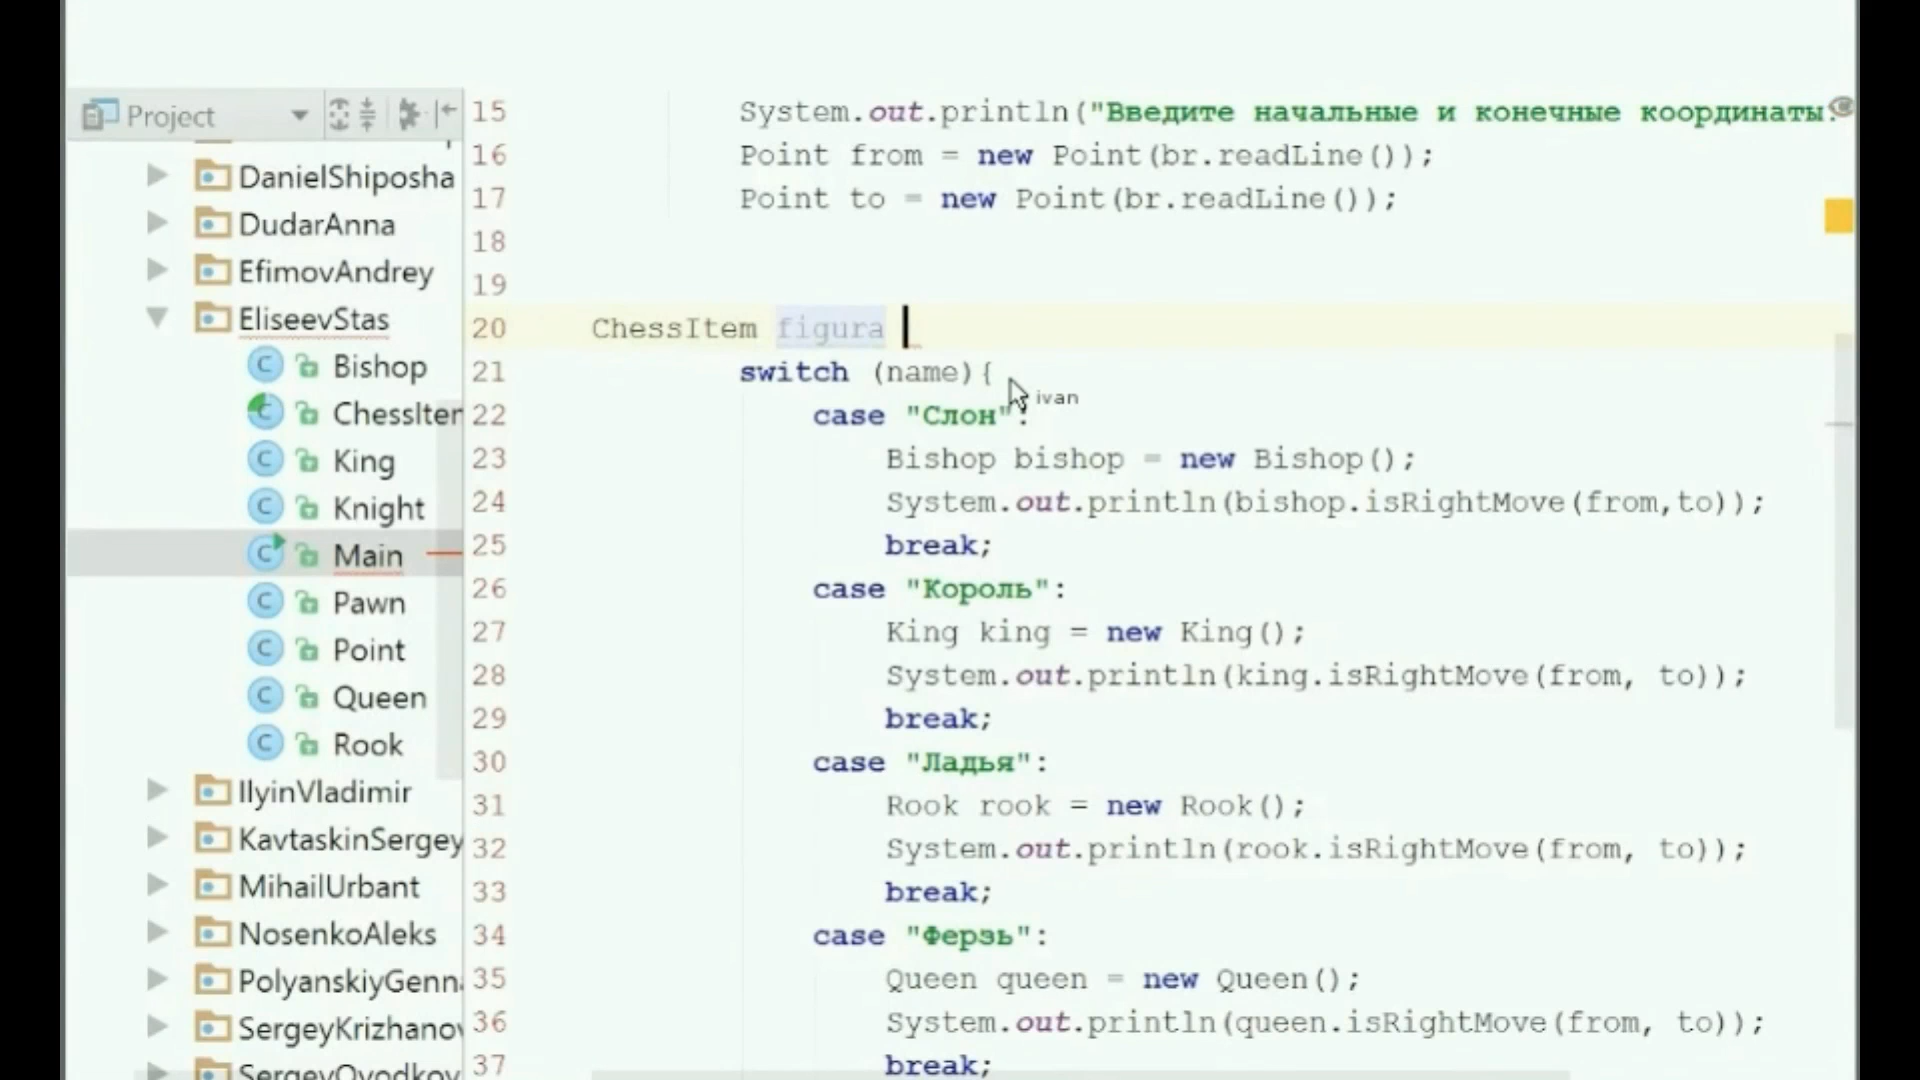 Project
DanielShiposha
DudarAnna
EfimovAndrey
EliseevStas
Bishop
ChessIter
King
Knight
Main
Pawn
Point
Queen
Rook
IlyinVladimir
KavtaskinSergey
MihailUrbant
NosenkoAleks
PolyanskiyGenn
SergeyKrizhanov
SergeyOvodkov
15 System.out.println("Введите начальные и конечные координаты:
16 Point from = new Point(br.readLine());
17 Point to = new Point(br.readLine());
18
19
20 ChessItem figura
21 switch (name){
ivan
22 case "Слон":
23 Bishop bishop = new Bishop();
24 System.out.println(bishop.isRightMove(from,to));
25 break;
26 case "Король":
27 King king = new King();
28 System.out.println(king.isRightMove(from, to));
29 break;
30 case "Ладья":
31 Rook rook = new Rook();
32 System.out.println(rook.isRightMove(from, to));
33 break;
34 case "Ферзь":
35 Queen queen = new Queen();
36 System.out.println(queen.isRightMove(from, to));
37 break;